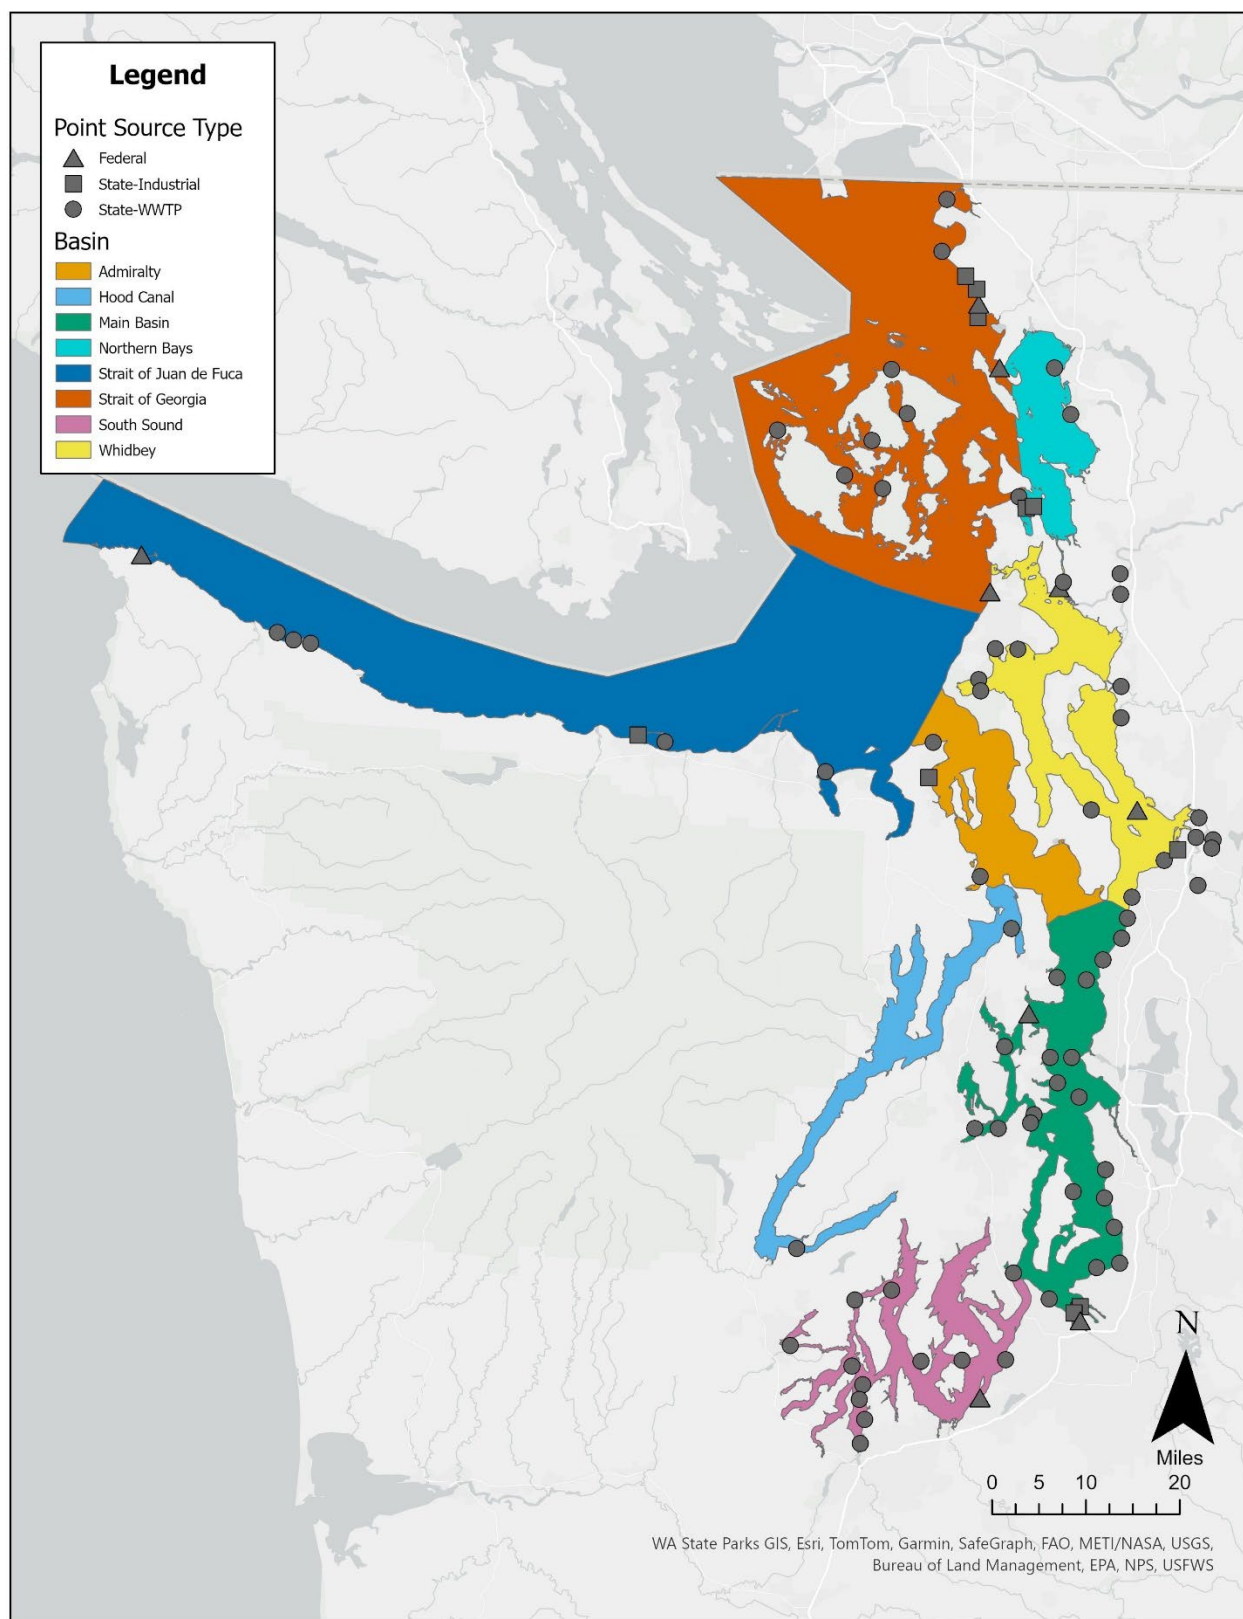 Legend
Point Source Type
Federal
State-Industrial
State-WWTP
Basin
Admiralty
Hood Canal
Main Basin
Northern Bays
Strait of Juan de Fuca
Strait of Georgia
South Sound
Whidbey
N
Miles
0 5 10 20
WA State Parks GIS, Esri, TomTom, Garmin, SafeGraph, FAO, METI/NASA, USGS,
Bureau of Land Management, EPA, NPS, USFWS